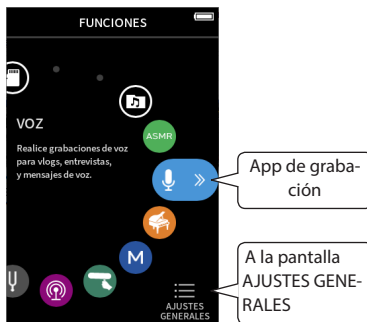 FUNCIONES
VOZ
Realice grabaciones de voz
para vlogs, entrevistas,
y mensajes de voz.
ASMR
App de graba-
ción
M
A la pantalla
AJUSTES GENE-
RALES
AJUSTES
GENERALES